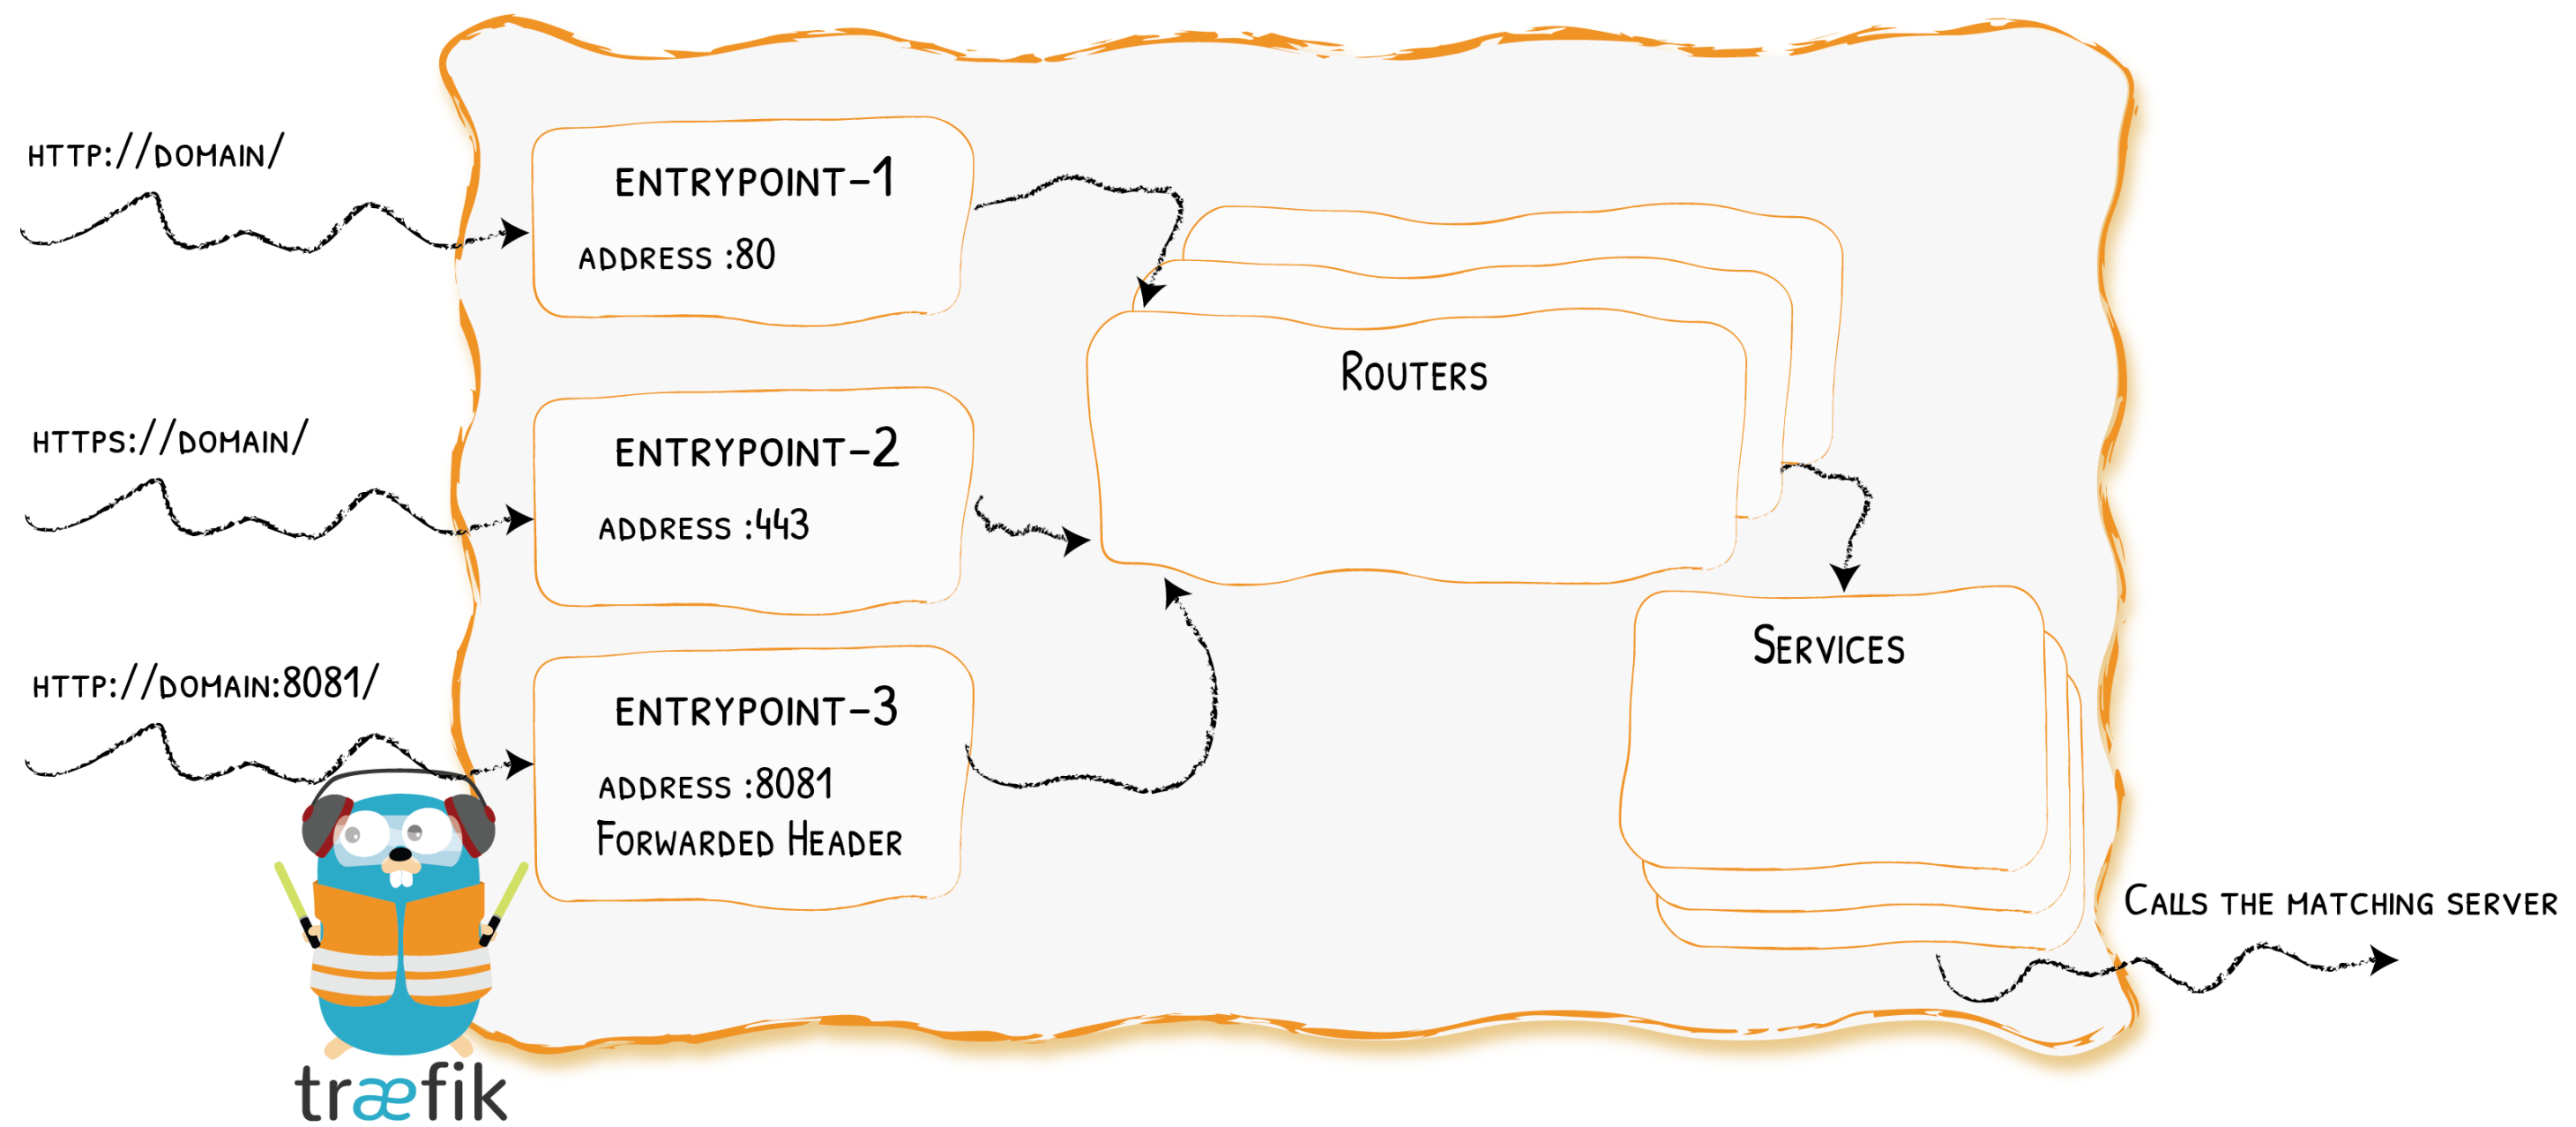 http://domain/
entrypoint-1
address :80
https://domain/
entrypoint-2
address :443
http://domain:8081/
entrypoint-3
address :8081
Forwarded Header
Routers
Services
Calls the matching server
træfik